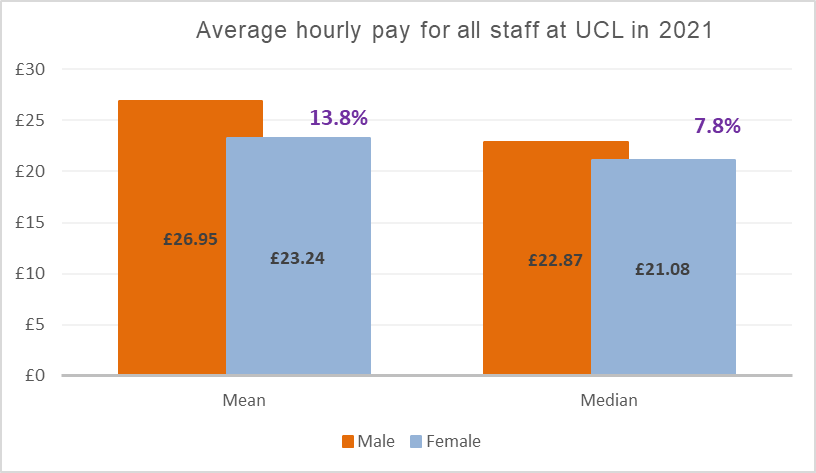 Average hourly pay for all staff at UCL in 2021
£30
£25
£20
£15
£10
£5
£0
13.8%
7.8%
£26.95
£23.24
£22.87
£21.08
Mean
Median
Male
Female